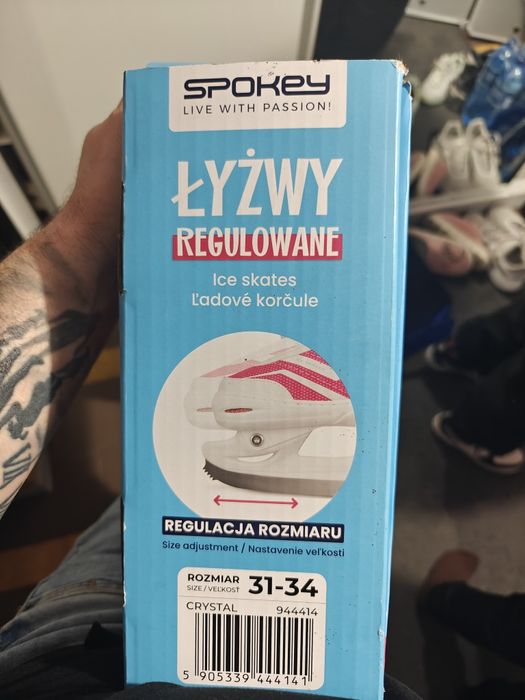 SPOKEY
LIVE WITH PASSION!
ŁYŻWY
REGULOWANE
Ice skates
Ľadové korčule
REGULACJA ROZMIARU
Size adjustment / Nastavenie veľkosti
ROZMIAR 31-34
SIZE / VEĽKOSŤ
CRYSTAL 944414
5 905339 444141